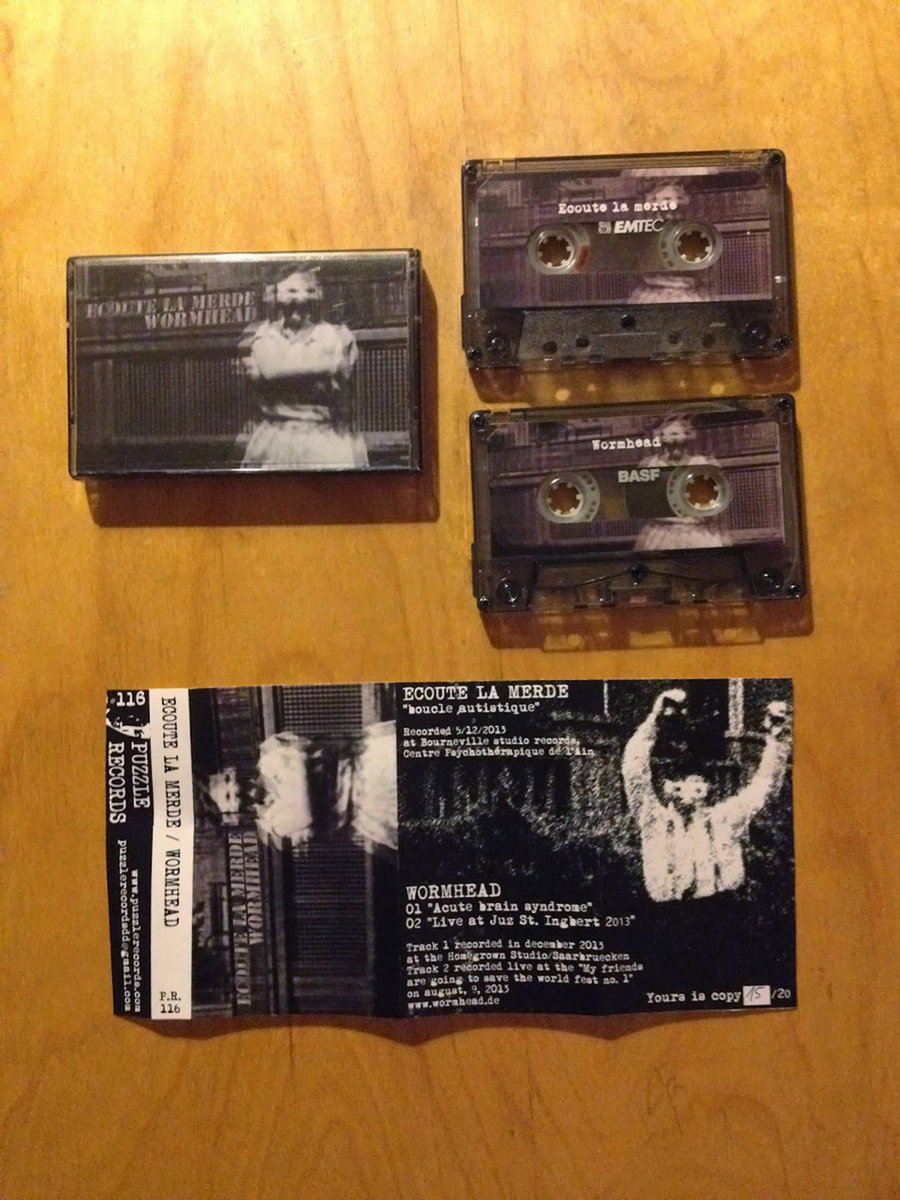 ECOUTE LA MERDE
WORMHEAD
Ecoute la merde
EMTEC
Wormhead
BASF
116
PUZZLE
RECORDS
www.puzzlerecords.com
ECOUTE LA MERDE / WORMHEAD
P.R.
116
ECOUTE LA MERDE
WORMHEAD
ECOUTE LA MERDE
"boucle autistique"
Recorded 5/12/2013
at Bourneville studio records,
Centre Psychothérapique de l'ain
WORMHEAD
01 "Acute brain syndrome"
02 "Live at Juz St. Ingbert 2013"
Track 1 recorded in december 2013
at the Homegrown Studio/Saarbruecken
Track 2 recorded live at the "My friends
are going to save the world fest no. 1"
on august, 9, 2013
www.wormhead.de
Yours is copy 15 /20